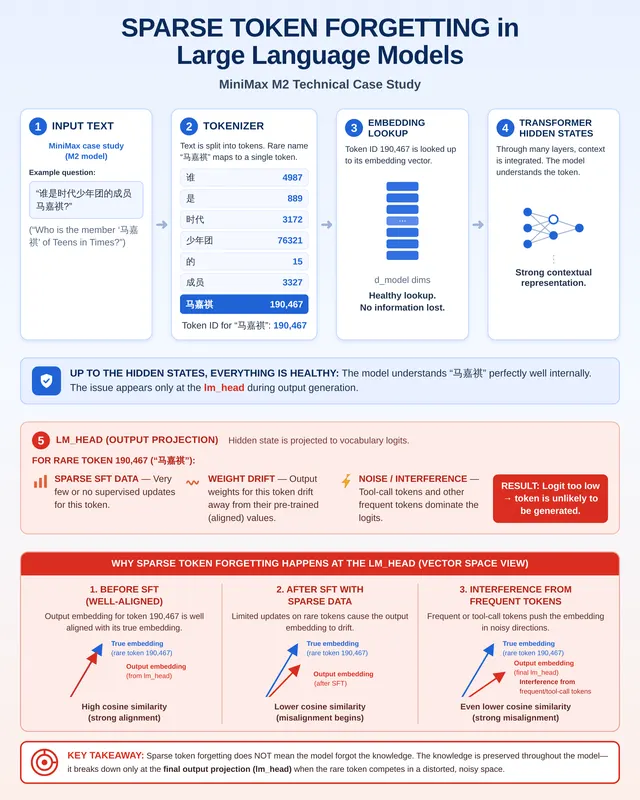 SPARSE TOKEN FORGETTING in
Large Language Models
MiniMax M2 Technical Case Study
1 INPUT TEXT
MiniMax case study
(M2 model)
Example question:
“谁是时代少年团的成员
马嘉祺?”
(“Who is the member ‘马嘉
祺’ of Teens in Times?”)
2 TOKENIZER
Text is split into tokens. Rare name
“马嘉祺” maps to a single token.
谁 4987
是 889
时代 3172
少年团 76321
的 15
成员 3327
马嘉祺 190,467
Token ID for “马嘉祺”: 190,467
3 EMBEDDING
LOOKUP
Token ID 190,467 is looked up
to its embedding vector.
...
d_model dims
Healthy lookup.
No information lost.
4 TRANSFORMER
HIDDEN STATES
Through many layers, context
is integrated. The model
understands the token.
Strong contextual
representation.
UP TO THE HIDDEN STATES, EVERYTHING IS HEALTHY: The model understands “马嘉祺” perfectly well internally.
The issue appears only at the lm_head during output generation.
5 LM_HEAD (OUTPUT PROJECTION) Hidden state is projected to vocabulary logits.
FOR RARE TOKEN 190,467 (“马嘉祺”):
SPARSE SFT DATA — Very
few or no supervised updates
for this token.
WEIGHT DRIFT — Output
weights for this token drift
away from their pre-trained
(aligned) values.
NOISE / INTERFERENCE —
Tool-call tokens and other
frequent tokens dominate the
logits.
RESULT: Logit too low
→ token is unlikely to
be generated.
WHY SPARSE TOKEN FORGETTING HAPPENS AT THE LM_HEAD (VECTOR SPACE VIEW)
1. BEFORE SFT
(WELL-ALIGNED)
Output embedding for token 190,467 is well
aligned with its true embedding.
True embedding
(rare token 190,467)
Output embedding
(from lm_head)
High cosine similarity
(strong alignment)
2. AFTER SFT WITH
SPARSE DATA
Limited updates on rare tokens cause the output
embedding to drift.
True embedding
(rare token 190,467)
Output embedding
(after SFT)
Lower cosine similarity
(misalignment begins)
3. INTERFERENCE FROM
FREQUENT TOKENS
Frequent or tool-call tokens push the embedding
in noisy directions.
True embedding
(rare token 190,467)
Output embedding
(final lm_head)
Interference from
frequent/tool-call tokens
Even lower cosine similarity
(strong misalignment)
KEY TAKEAWAY: Sparse token forgetting does NOT mean the model forgot the knowledge. The knowledge is preserved throughout the model—
it breaks down only at the final output projection (lm_head) when the rare token competes in a distorted, noisy space.